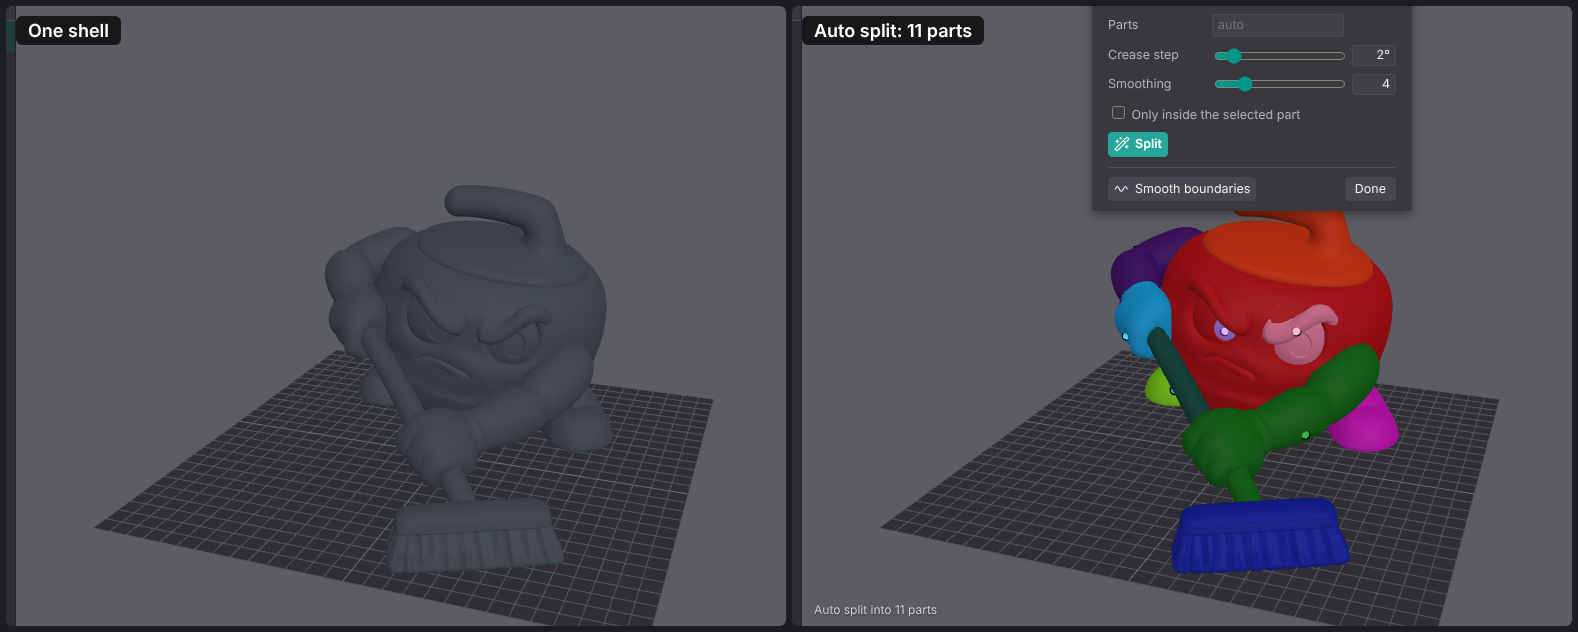 One shell
Auto split: 11 parts
Parts
auto
Crease step
2°
Smoothing
4
Only inside the selected part
Split
Smooth boundaries
Done
Auto split into 11 parts